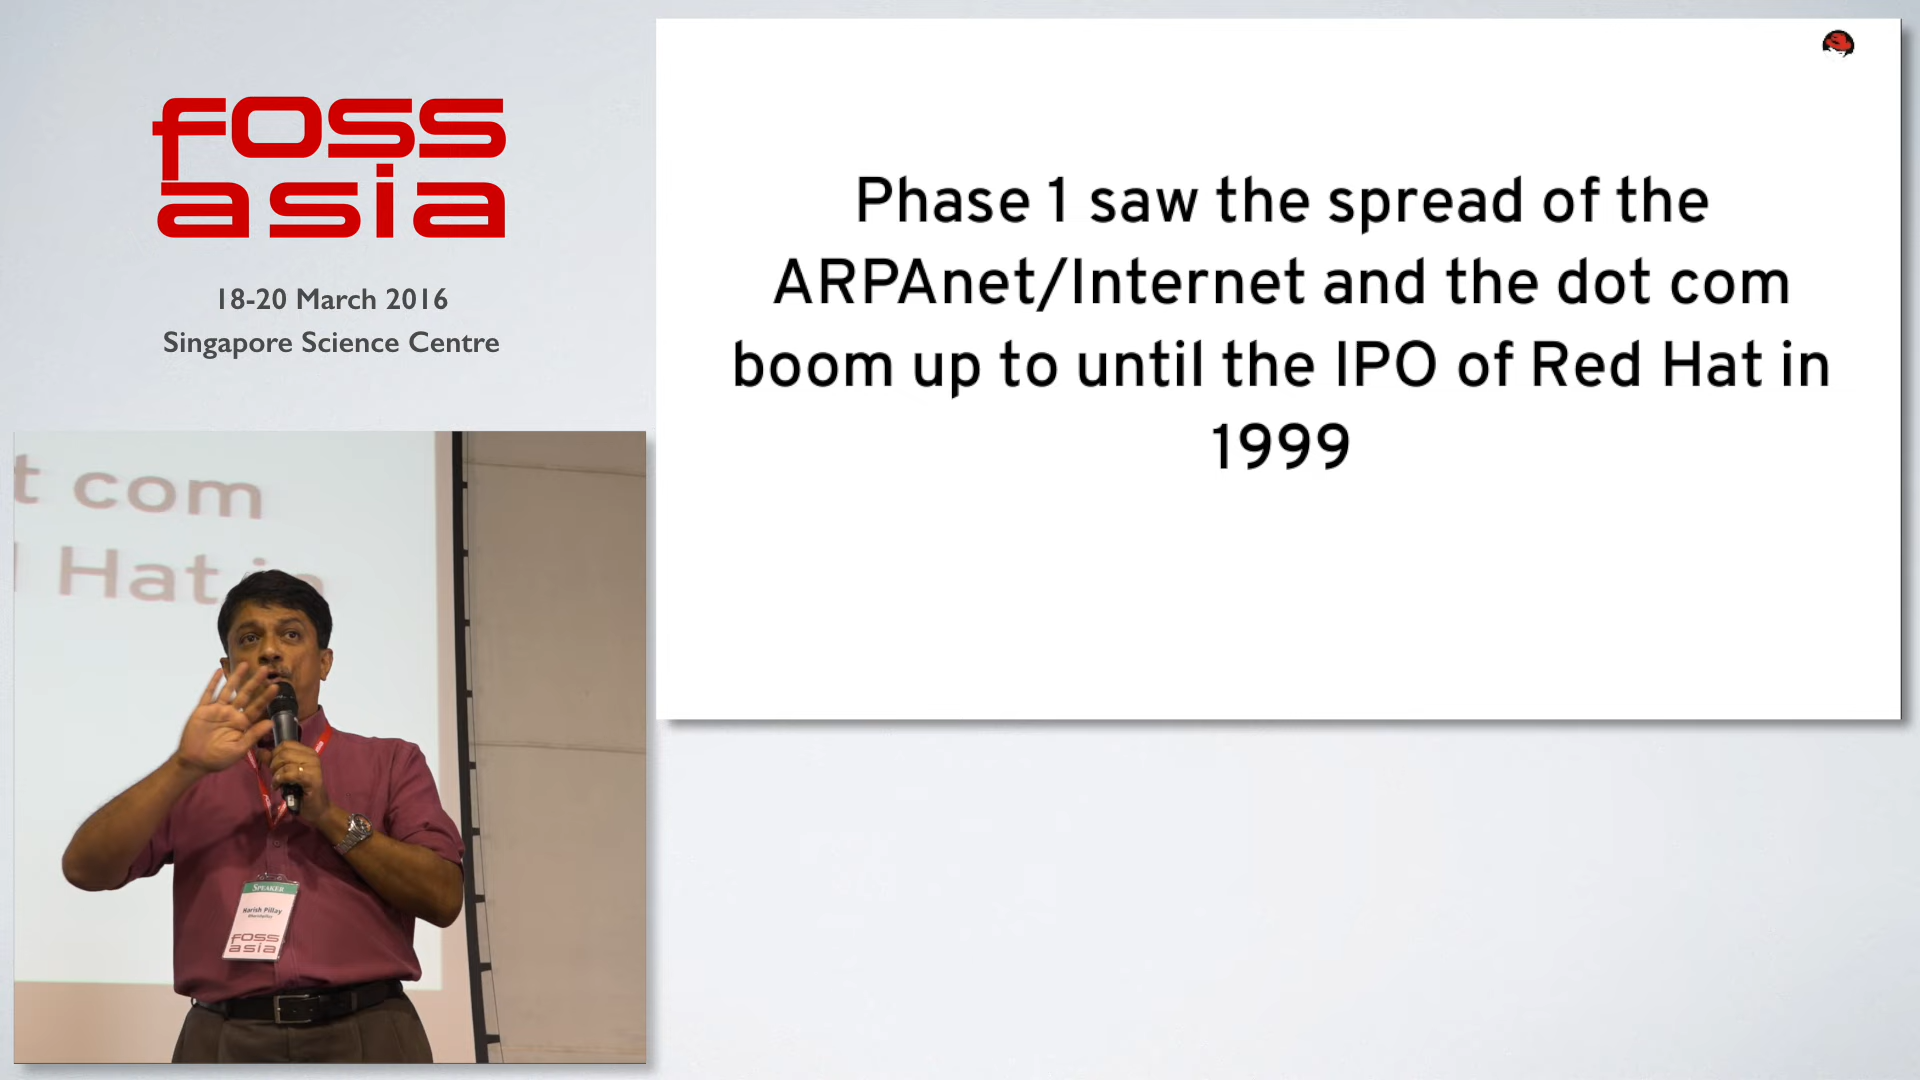 foss
asia
18-20 March 2016
Singapore Science Centre
Phase 1 saw the spread of the
ARPAnet/Internet and the dot com
boom up to until the IPO of Red Hat in
1999
t com
Hat in
SPEAKER
Harish Pillay
foss
asia